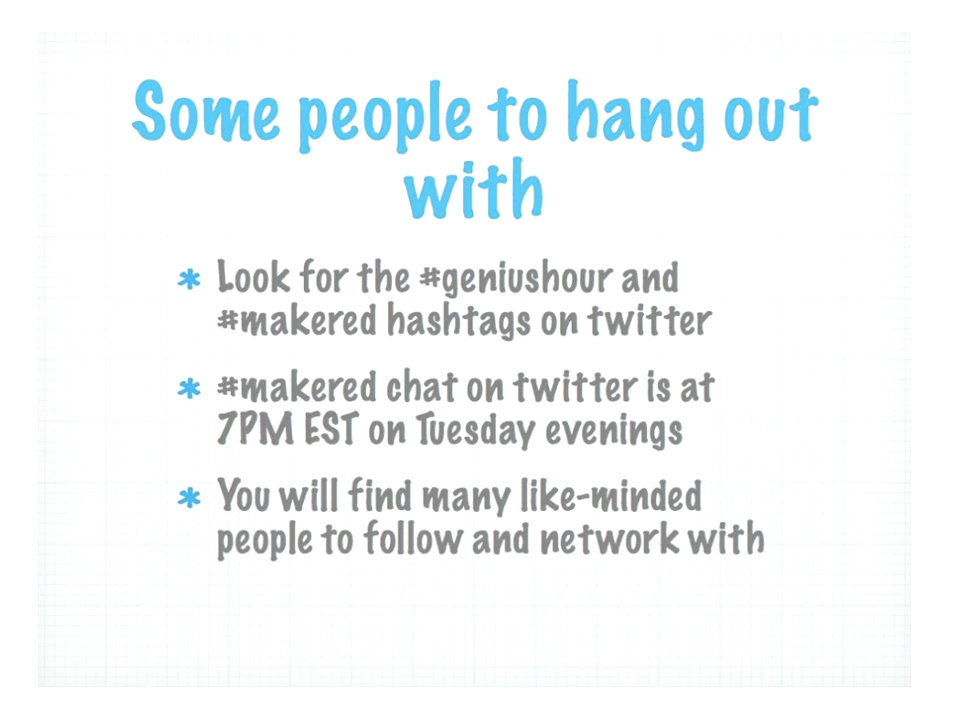 Some people to hang out
with
* Look for the #geniushour and
#makered hashtags on twitter
* #makered chat on twitter is at
7PM EST on Tuesday evenings
* You will find many like-minded
people to follow and network with